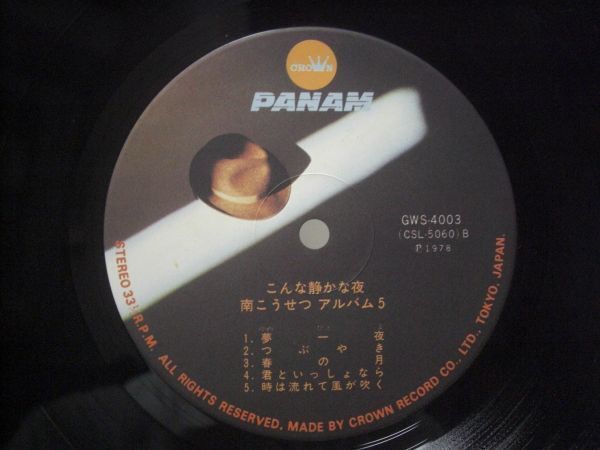 CROWN
PANAM
GWS-4003
(CSL-5060) B
Ⓟ 1978
こんな静かな夜
南こうせつ アルバム 5
1. 夢一夜
2. つぶやき
3. 春の月
4. 君といっしょなら
5. 時は流れて風が吹く
STEREO 33⅓ R.P.M. ALL RIGHTS RESERVED. MADE BY CROWN RECORD CO., LTD., TOKYO, JAPAN.